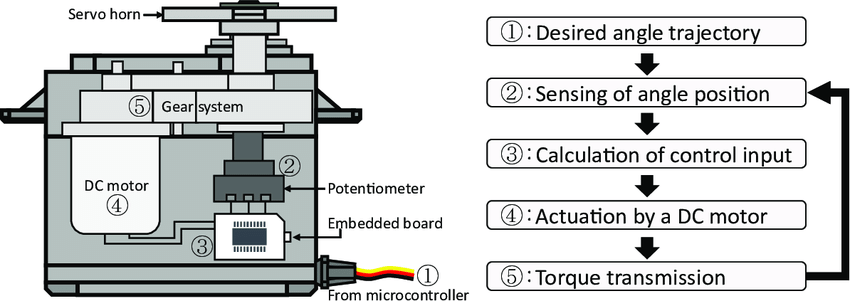 Servo horn
⑤ Gear system
②
DC motor
④
Potentiometer
Embedded board
③
①
From microcontroller
①: Desired angle trajectory
②: Sensing of angle position
③: Calculation of control input
④: Actuation by a DC motor
⑤: Torque transmission